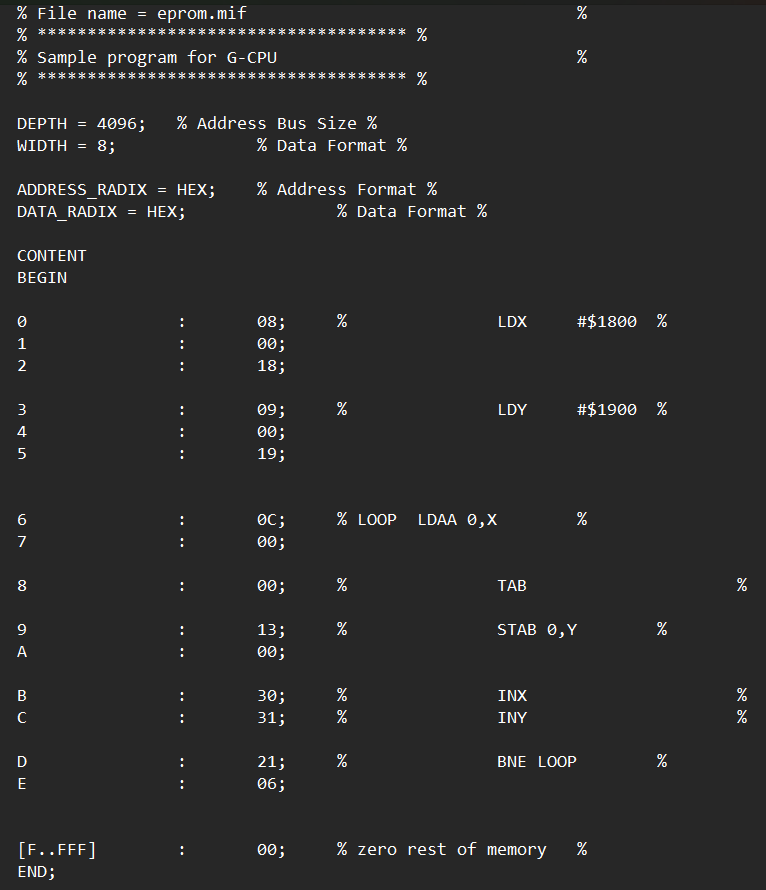 % File name = eprom.mif %
% ************************************* %
% Sample program for G-CPU %
% ************************************* %
DEPTH = 4096; % Address Bus Size %
WIDTH = 8; % Data Format %
ADDRESS_RADIX = HEX; % Address Format %
DATA_RADIX = HEX; % Data Format %
CONTENT
BEGIN
0 : 08; % LDX #$1800 %
1 : 00;
2 : 18;
3 : 09; % LDY #$1900 %
4 : 00;
5 : 19;
6 : 0C; % LOOP LDAA 0,X %
7 : 00;
8 : 00; % TAB %
9 : 13; % STAB 0,Y %
A : 00;
B : 30; % INX %
C : 31; % INY %
D : 21; % BNE LOOP %
E : 06;
[F..FFF] : 00; % zero rest of memory %
END;